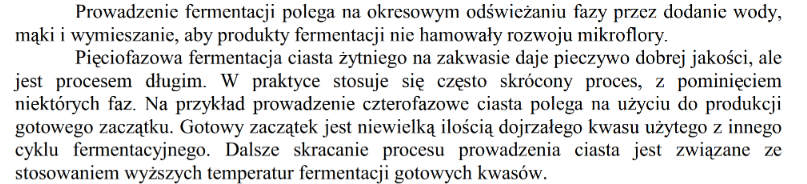 Prowadzenie fermentacji polega na okresowym odświeżaniu fazy przez dodanie wody,
mąki i wymieszanie, aby produkty fermentacji nie hamowały rozwoju mikroflory.
Pięciofazowa fermentacja ciasta żytniego na zakwasie daje pieczywo dobrej jakości, ale
jest procesem długim. W praktyce stosuje się często skrócony proces, z pominięciem
niektórych faz. Na przykład prowadzenie czterofazowe ciasta polega na użyciu do produkcji
gotowego zaczątku. Gotowy zaczątek jest niewielką ilością dojrzałego kwasu użytego z innego
cyklu fermentacyjnego. Dalsze skracanie procesu prowadzenia ciasta jest związane ze
stosowaniem wyższych temperatur fermentacji gotowych kwasów.